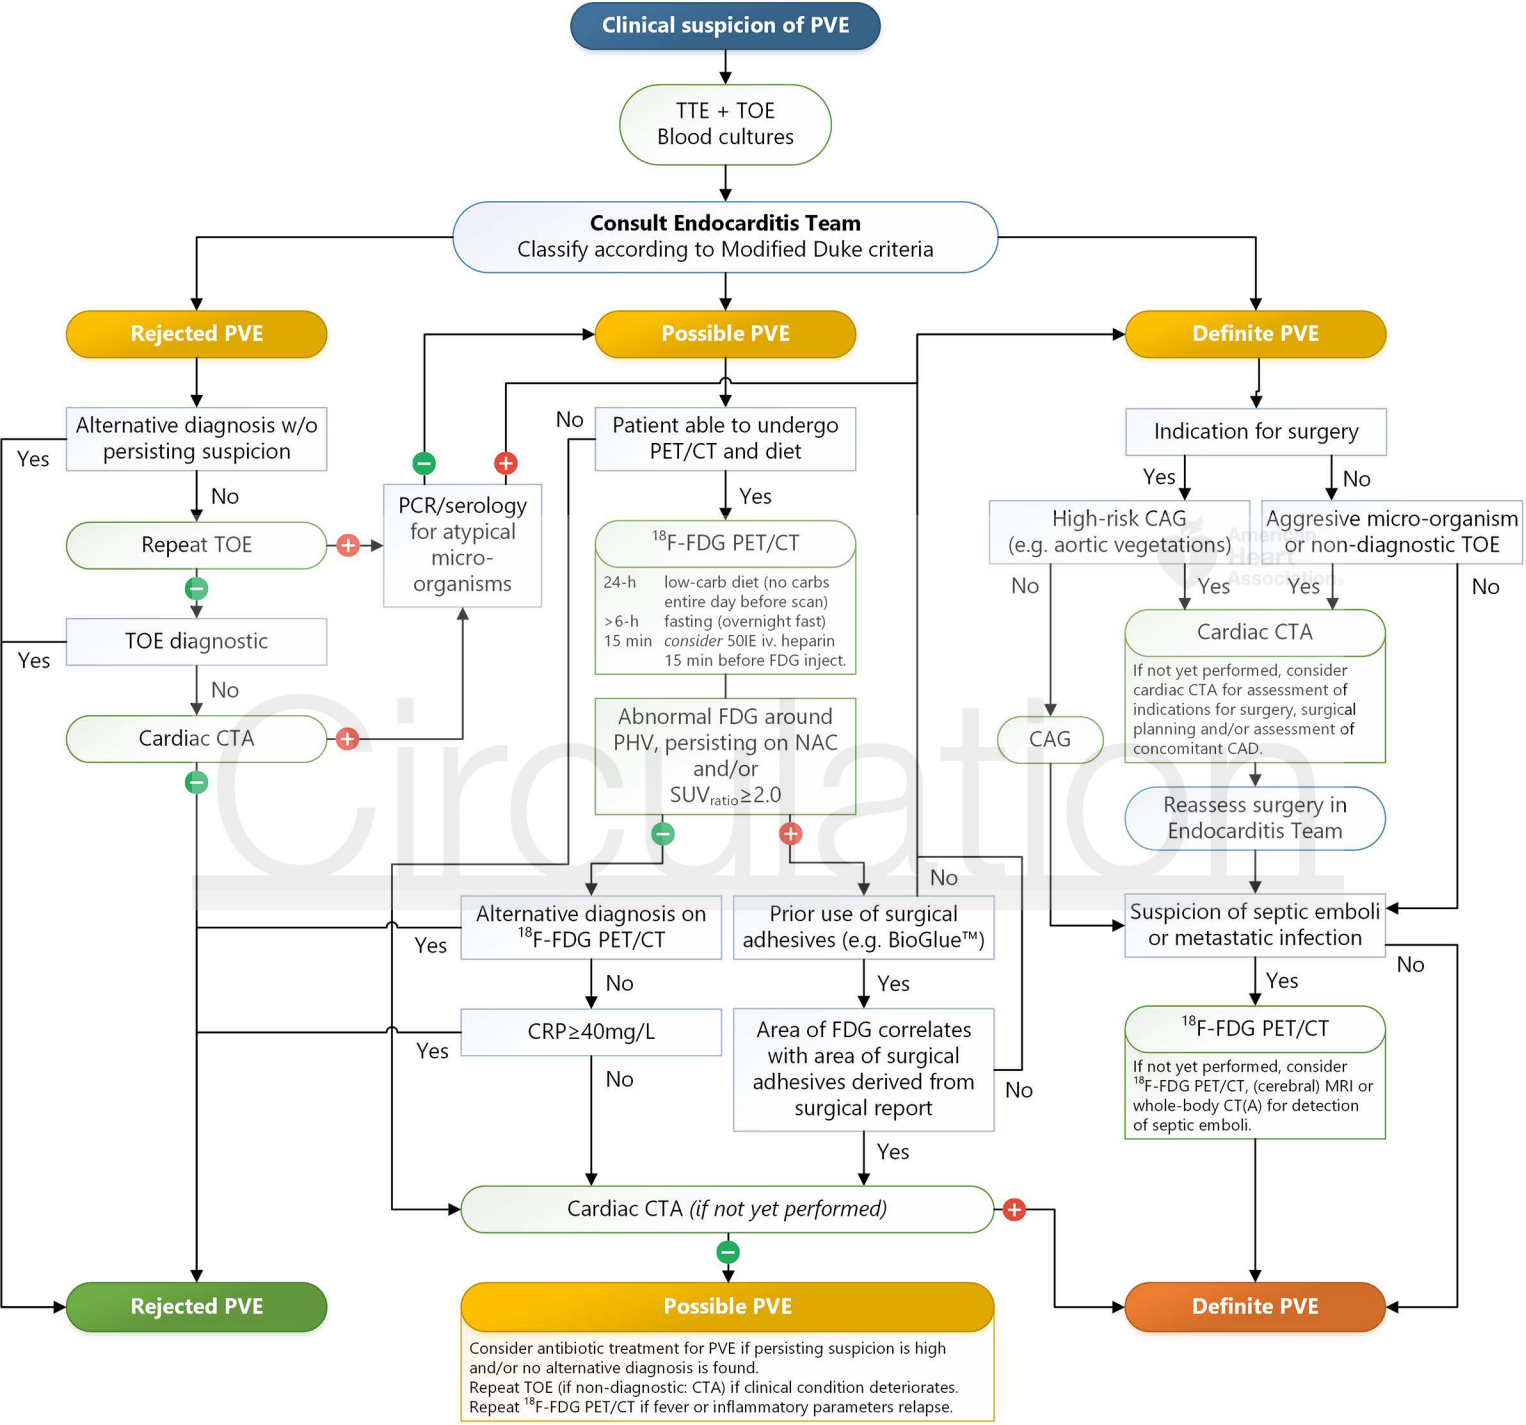 Clinical suspicion of PVE
TTE + TOE
Blood cultures
Consult Endocarditis Team
Classify according to Modified Duke criteria
Rejected PVE
Possible PVE
Definite PVE
Alternative diagnosis w/o
persisting suspicion
Yes
No
Repeat TOE
TOE diagnostic
Yes
No
Cardiac CTA
PCR/serology
for atypical
micro-
organisms
No
Patient able to undergo
PET/CT and diet
Yes
18F-FDG PET/CT
24-h low-carb diet (no carbs
entire day before scan)
>6-h fasting (overnight fast)
15 min consider 50IE iv. heparin
15 min before FDG inject.
Abnormal FDG around
PHV, persisting on NAC
and/or
SUVratio≥2.0
Alternative diagnosis on
18F-FDG PET/CT
Yes
No
CRP≥40mg/L
Yes
No
No
Prior use of surgical
adhesives (e.g. BioGlue™)
Yes
Area of FDG correlates
with area of surgical
adhesives derived from
surgical report
No
Yes
Cardiac CTA (if not yet performed)
Indication for surgery
Yes
No
High-risk CAG
(e.g. aortic vegetations)
Aggresive micro-organism
or non-diagnostic TOE
No
Yes
Yes
No
Cardiac CTA
If not yet performed, consider
cardiac CTA for assessment of
indications for surgery, surgical
planning and/or assessment of
concomitant CAD.
CAG
Reassess surgery in
Endocarditis Team
Suspicion of septic emboli
or metastatic infection
Yes
No
18F-FDG PET/CT
If not yet performed, consider
18F-FDG PET/CT, (cerebral) MRI or
whole-body CT(A) for detection
of septic emboli.
Rejected PVE
Possible PVE
Consider antibiotic treatment for PVE if persisting suspicion is high
and/or no alternative diagnosis is found.
Repeat TOE (if non-diagnostic: CTA) if clinical condition deteriorates.
Repeat 18F-FDG PET/CT if fever or inflammatory parameters relapse.
Definite PVE
American
Heart
Association®
Circulation